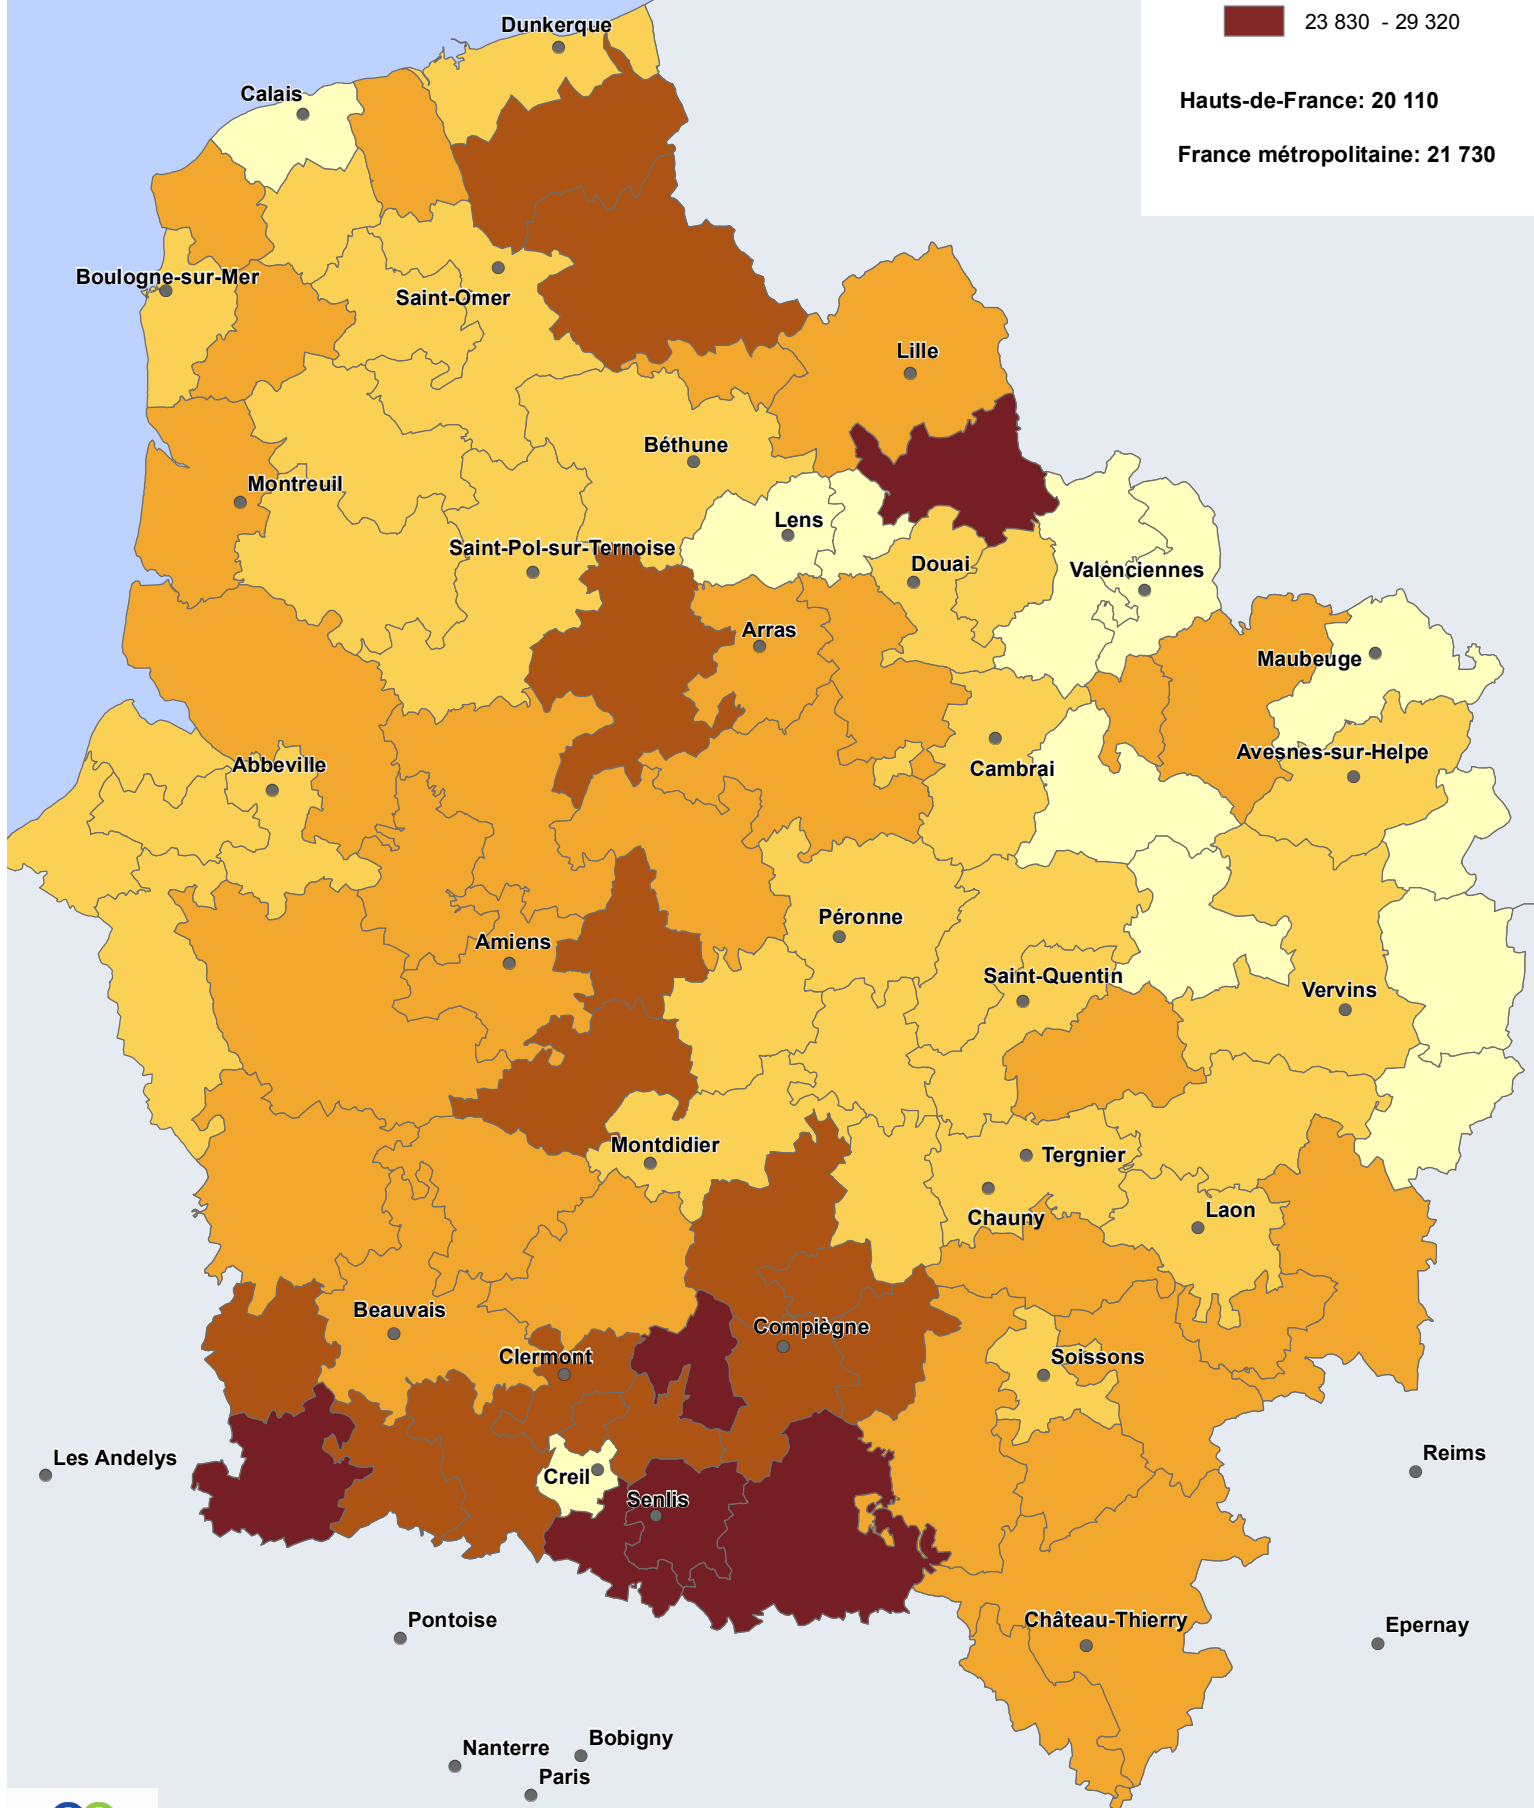 Dunkerque
23 830 - 29 320
Calais
Hauts-de-France: 20 110
France métropolitaine: 21 730
Boulogne-sur-Mer
Saint-Omer
Lille
Béthune
Montreuil
Lens
Saint-Pol-sur-Ternoise
Douai
Valenciennes
Arras
Maubeuge
Avesnes-sur-Helpe
Abbeville
Cambrai
Péronne
Amiens
Saint-Quentin
Vervins
Montdidier
Tergnier
Chauny
Laon
Beauvais
Compiègne
Clermont
Soissons
Les Andelys
Reims
Creil
Senlis
Pontoise
Château-Thierry
Epernay
Bobigny
Nanterre
Paris